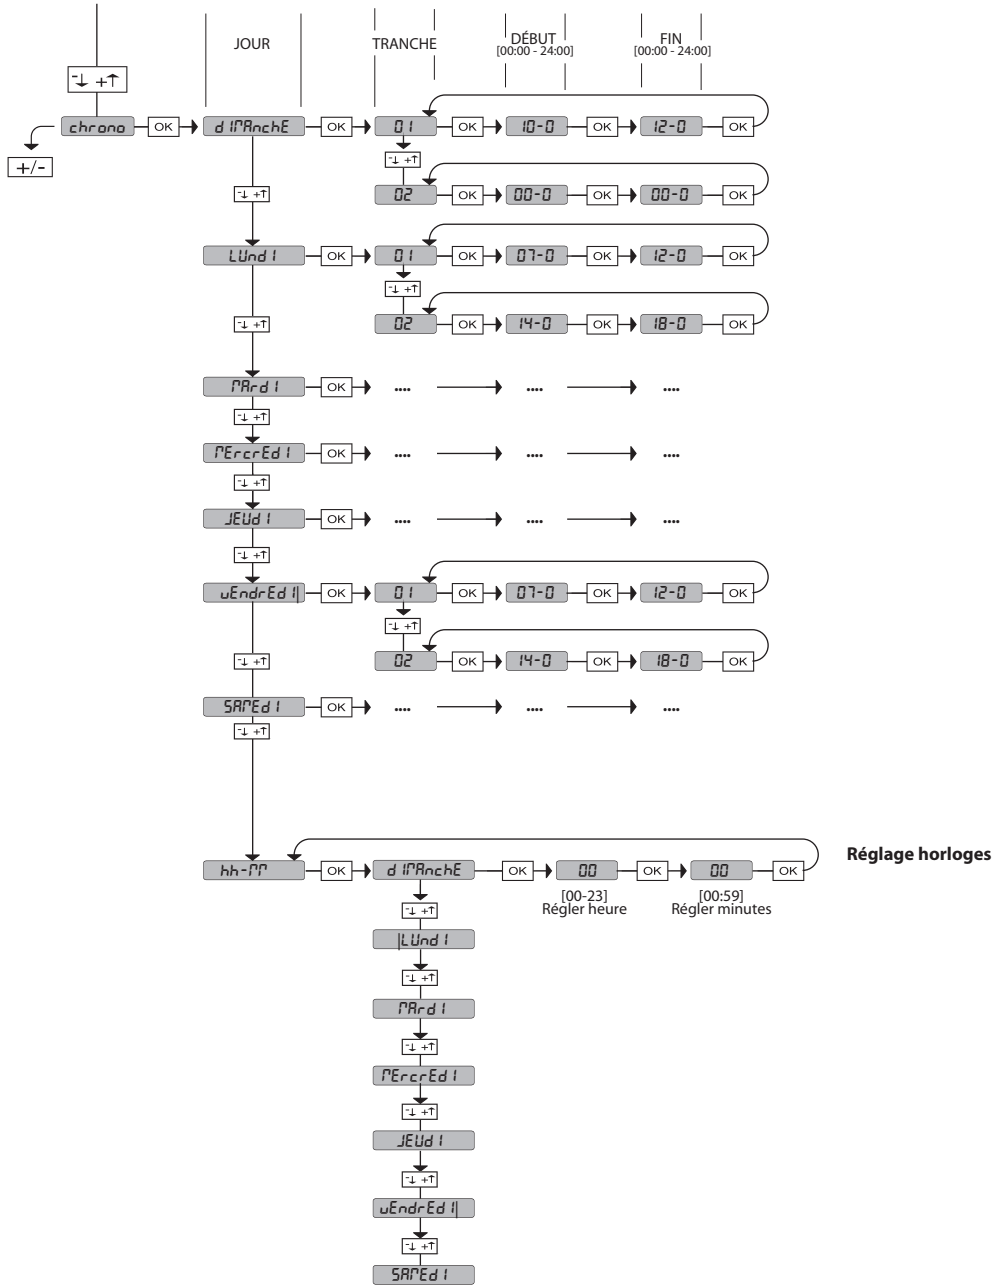 JOUR TRANCHE DÉBUT FIN
[00:00 - 24:00] [00:00 - 24:00]
-↓ +↑
chrono OK dIMAnchE OK 01 OK 10-0 OK 12-0 OK
+/-
-↓ +↑
-↓ +↑
02 OK 00-0 OK 00-0 OK
LUndI OK 01 OK 07-0 OK 12-0 OK
-↓ +↑
-↓ +↑
02 OK 14-0 OK 18-0 OK
MArdI OK .... .... ....
-↓ +↑
MErcrEdI OK .... .... ....
-↓ +↑
JEUdI OK .... .... ....
-↓ +↑
vEndrEdI| OK 01 OK 07-0 OK 12-0 OK
-↓ +↑
-↓ +↑
02 OK 14-0 OK 18-0 OK
SAMEdI OK .... .... ....
-↓ +↑
Réglage horloges
hh-MM OK dIMAnchE OK 00 OK 00 OK
[00-23] [00:59]
Régler heure Régler minutes
-↓ +↑
|LUndI
-↓ +↑
MArdI
-↓ +↑
MErcrEdI
-↓ +↑
JEUdI
-↓ +↑
vEndrEdI|
-↓ +↑
SAMEdI